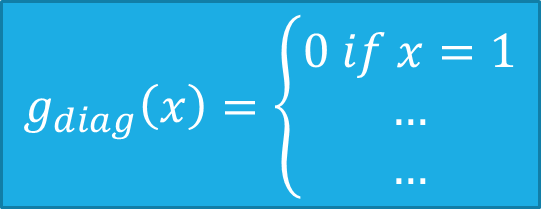 g_diag(x) = { 0 if x = 1
...
...